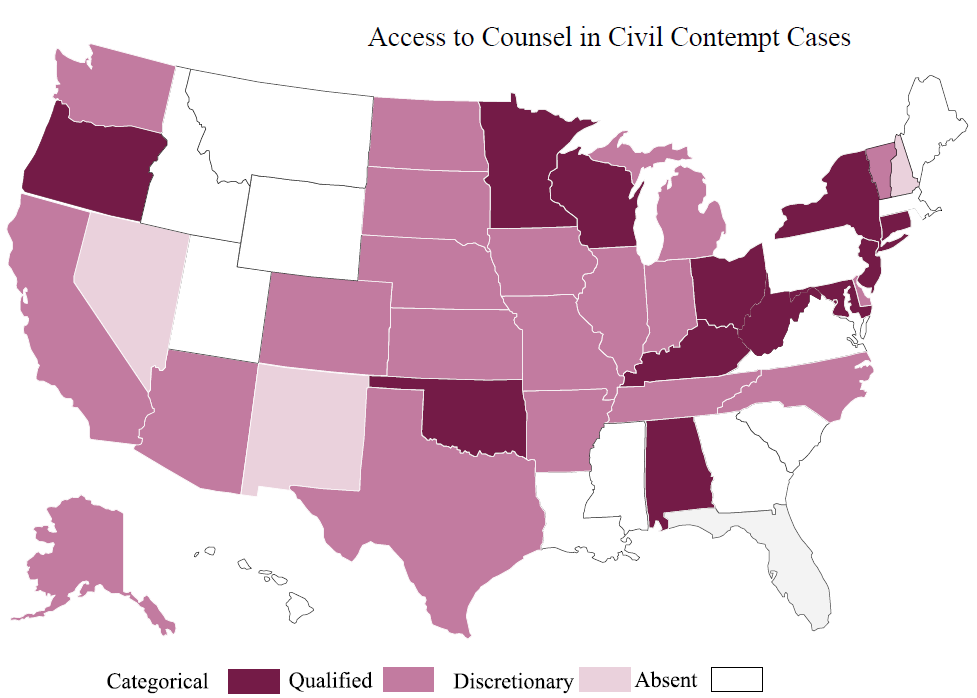 Access to Counsel in Civil Contempt Cases
Categorical Qualified Discretionary Absent